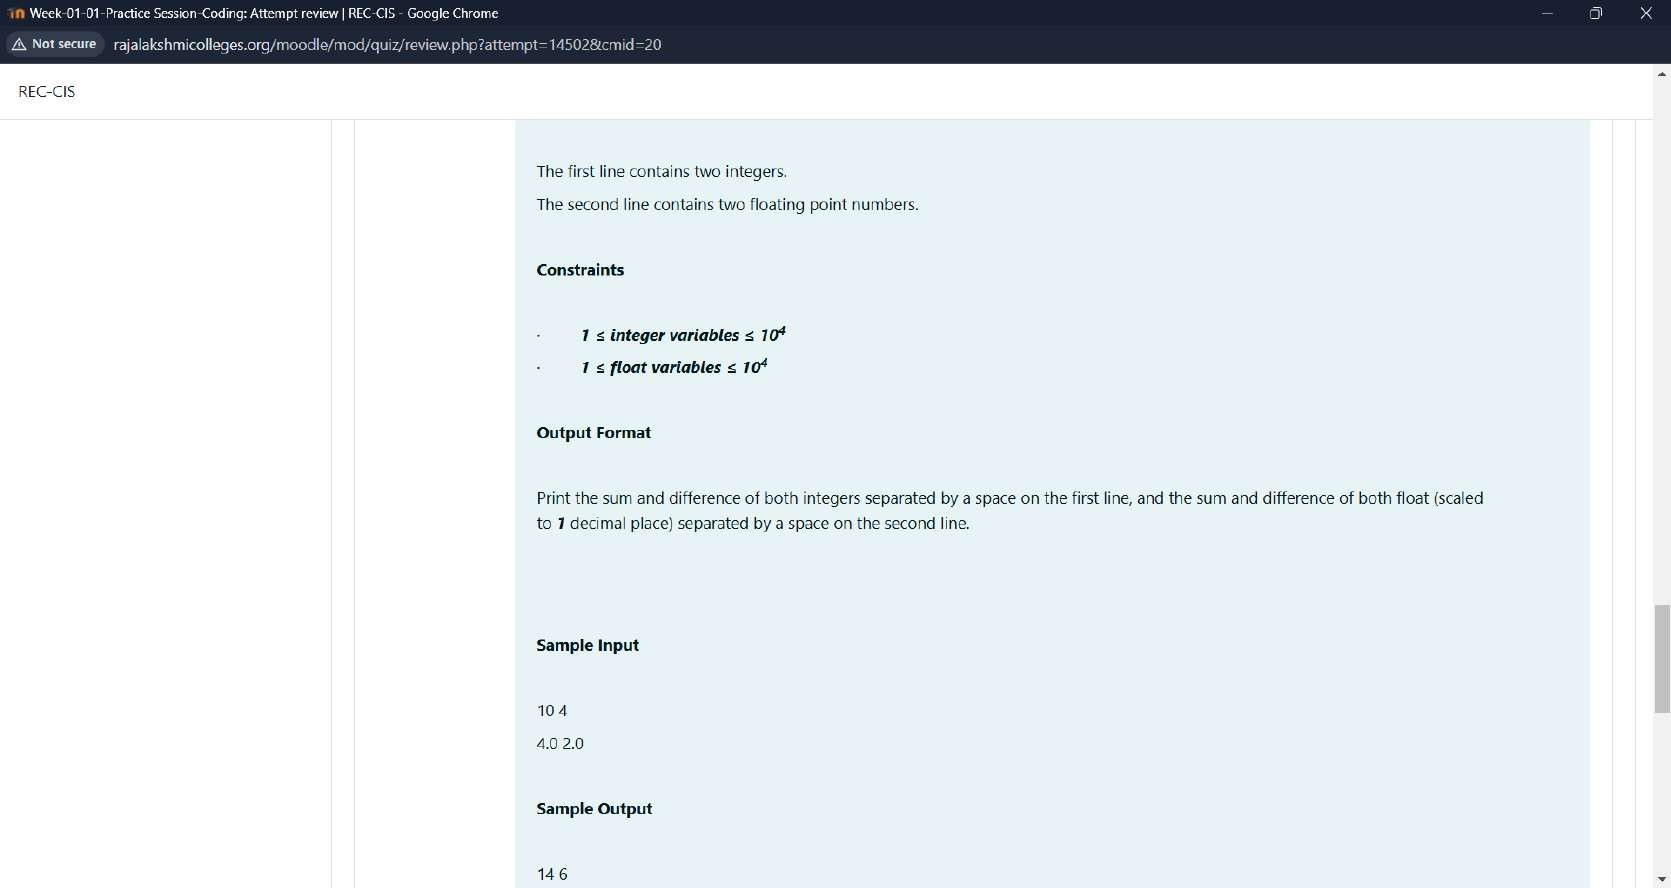 Week-01-01-Practice Session-Coding: Attempt review | REC-CIS - Google Chrome
Not secure rajalakshmicolleges.org/moodle/mod/quiz/review.php?attempt=14502&cmid=20
REC-CIS
The first line contains two integers.
The second line contains two floating point numbers.
Constraints
· 1 ≤ integer variables ≤ 10⁴
· 1 ≤ float variables ≤ 10⁴
Output Format
Print the sum and difference of both integers separated by a space on the first line, and the sum and difference of both float (scaled
to 1 decimal place) separated by a space on the second line.
Sample Input
10 4
4.0 2.0
Sample Output
14 6